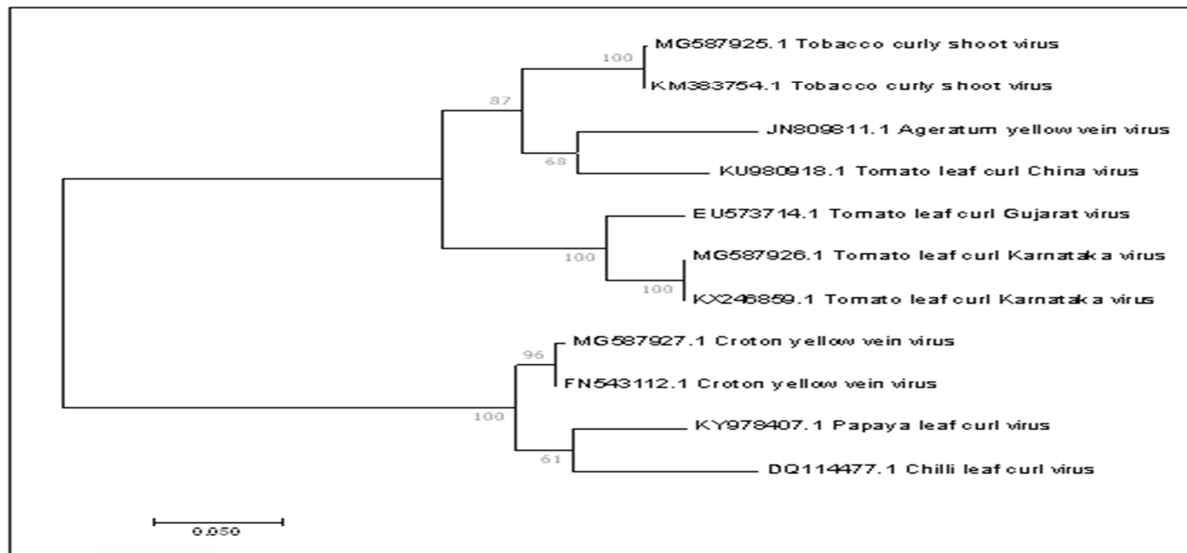 MG587925.1 Tobacco curly shoot virus
100
KM383754.1 Tobacco curly shoot virus
87
JN809811.1 Ageratum yellow vein virus
68
KU980918.1 Tomato leaf curl China virus
EU573714.1 Tomato leaf curl Gujarat virus
100
MG587926.1 Tomato leaf curl Karnataka virus
100
KX246859.1 Tomato leaf curl Karnataka virus
MG587927.1 Croton yellow vein virus
96
FN543112.1 Croton yellow vein virus
100
KY978407.1 Papaya leaf curl virus
61
DQ114477.1 Chilli leaf curl virus
0.050